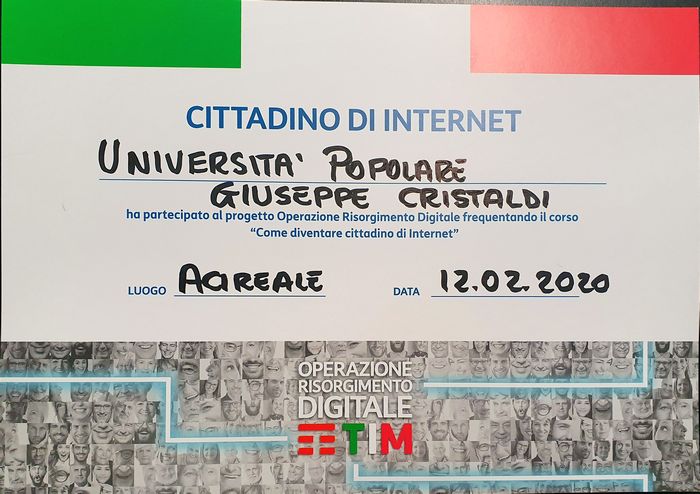 CITTADINO DI INTERNET
UNIVERSITA' POPOLARE
GIUSEPPE CRISTALDI
ha partecipato al progetto Operazione Risorgimento Digitale frequentando il corso
“Come diventare cittadino di Internet”
LUOGO ACIREALE DATA 12.02.2020
OPERAZIONE
RISORGIMENTO
DIGITALE
TIM